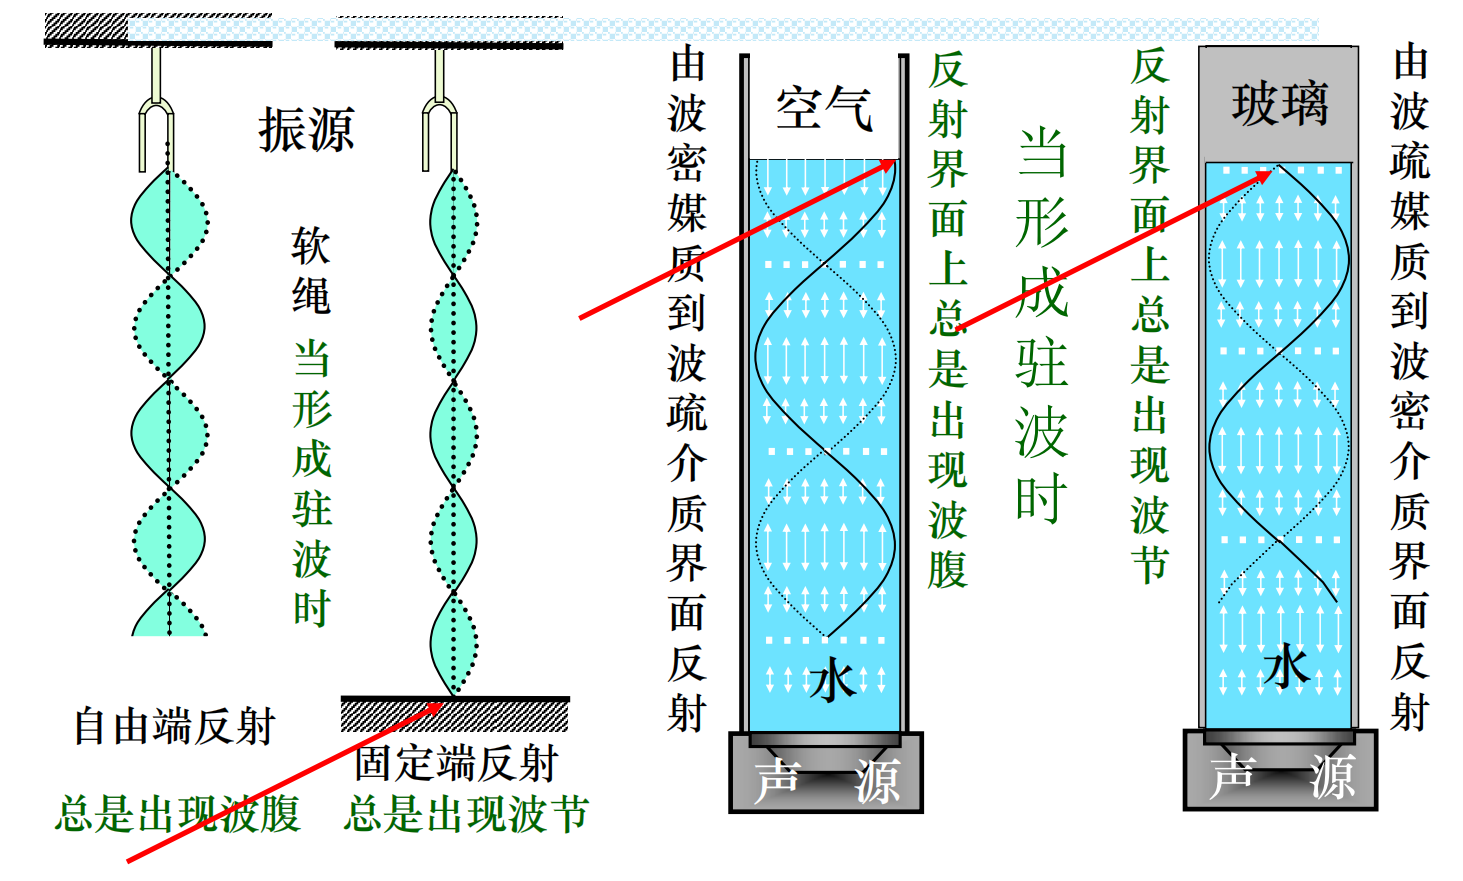 振源
软绳
当形成驻波时
自由端反射
总是出现波腹
固定端反射
总是出现波节
由波密媒质到波疏介质界面反射
空气
水
声 源
反射界面上总是出现波腹
当形成驻波时
反射界面上总是出现波节
玻璃
水
声 源
由波疏媒质到波密介质界面反射